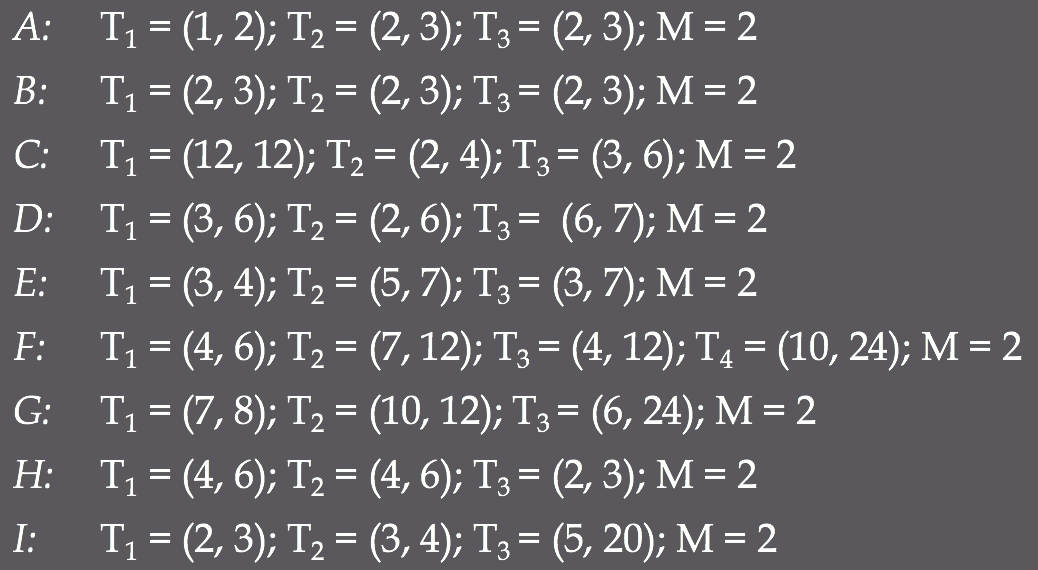 A: T₁ = (1, 2); T₂ = (2, 3); T₃ = (2, 3); M = 2
B: T₁ = (2, 3); T₂ = (2, 3); T₃ = (2, 3); M = 2
C: T₁ = (12, 12); T₂ = (2, 4); T₃ = (3, 6); M = 2
D: T₁ = (3, 6); T₂ = (2, 6); T₃ = (6, 7); M = 2
E: T₁ = (3, 4); T₂ = (5, 7); T₃ = (3, 7); M = 2
F: T₁ = (4, 6); T₂ = (7, 12); T₃ = (4, 12); T₄ = (10, 24); M = 2
G: T₁ = (7, 8); T₂ = (10, 12); T₃ = (6, 24); M = 2
H: T₁ = (4, 6); T₂ = (4, 6); T₃ = (2, 3); M = 2
I: T₁ = (2, 3); T₂ = (3, 4); T₃ = (5, 20); M = 2